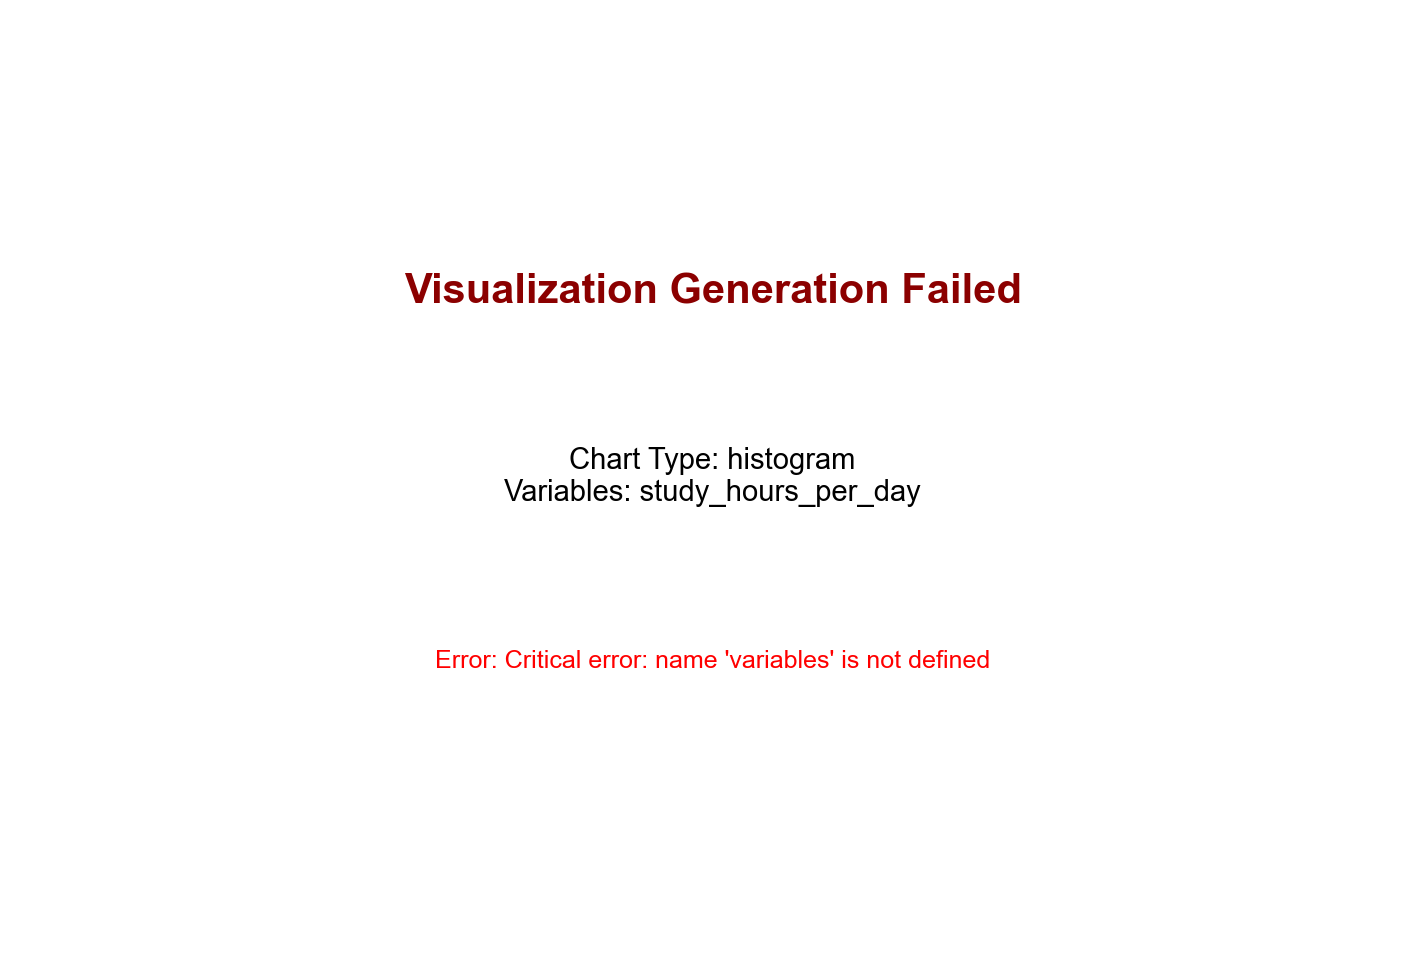 Visualization Generation Failed
Chart Type: histogram
Variables: study_hours_per_day
Error: Critical error: name 'variables' is not defined